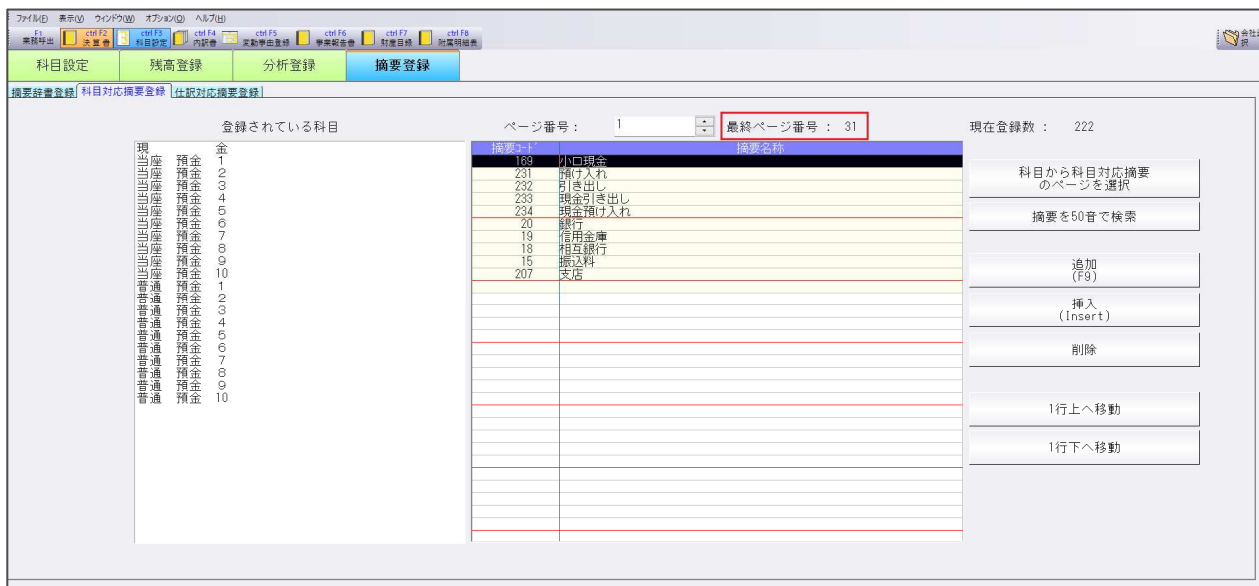 ファイル(F) 表示(V) ウィンドウ(W) オプション(O) ヘルプ(H)
F1 業務呼出 ctrl F2 決算書 ctrl F3 科目設定 ctrl F4 内訳書 ctrl F5 変動事由登録 ctrl F6 事業報告書 ctrl F7 財産目録 ctrl F8 附属明細表
会社選択
科目設定 残高登録 分析登録 摘要登録
摘要辞書登録 科目対応摘要登録 仕訳対応摘要登録
登録されている科目 ページ番号： 1 最終ページ番号 ： 31 現在登録数 ： 222
現 金
当座 預金 1
当座 預金 2
当座 預金 3
当座 預金 4
当座 預金 5
当座 預金 6
当座 預金 7
当座 預金 8
当座 預金 9
当座 預金 10
普通 預金 1
普通 預金 2
普通 預金 3
普通 預金 4
普通 預金 5
普通 預金 6
普通 預金 7
普通 預金 8
普通 預金 9
普通 預金 10
摘要コード 摘要名称
169 小口現金
231 預け入れ
232 引き出し
233 現金引き出し
234 現金預け入れ
20 銀行
19 信用金庫
18 相互銀行
15 振込料
207 支店
科目から科目対応摘要
のページを選択
摘要を50音で検索
追加
(F9)
挿入
(Insert)
削除
1行上へ移動
1行下へ移動